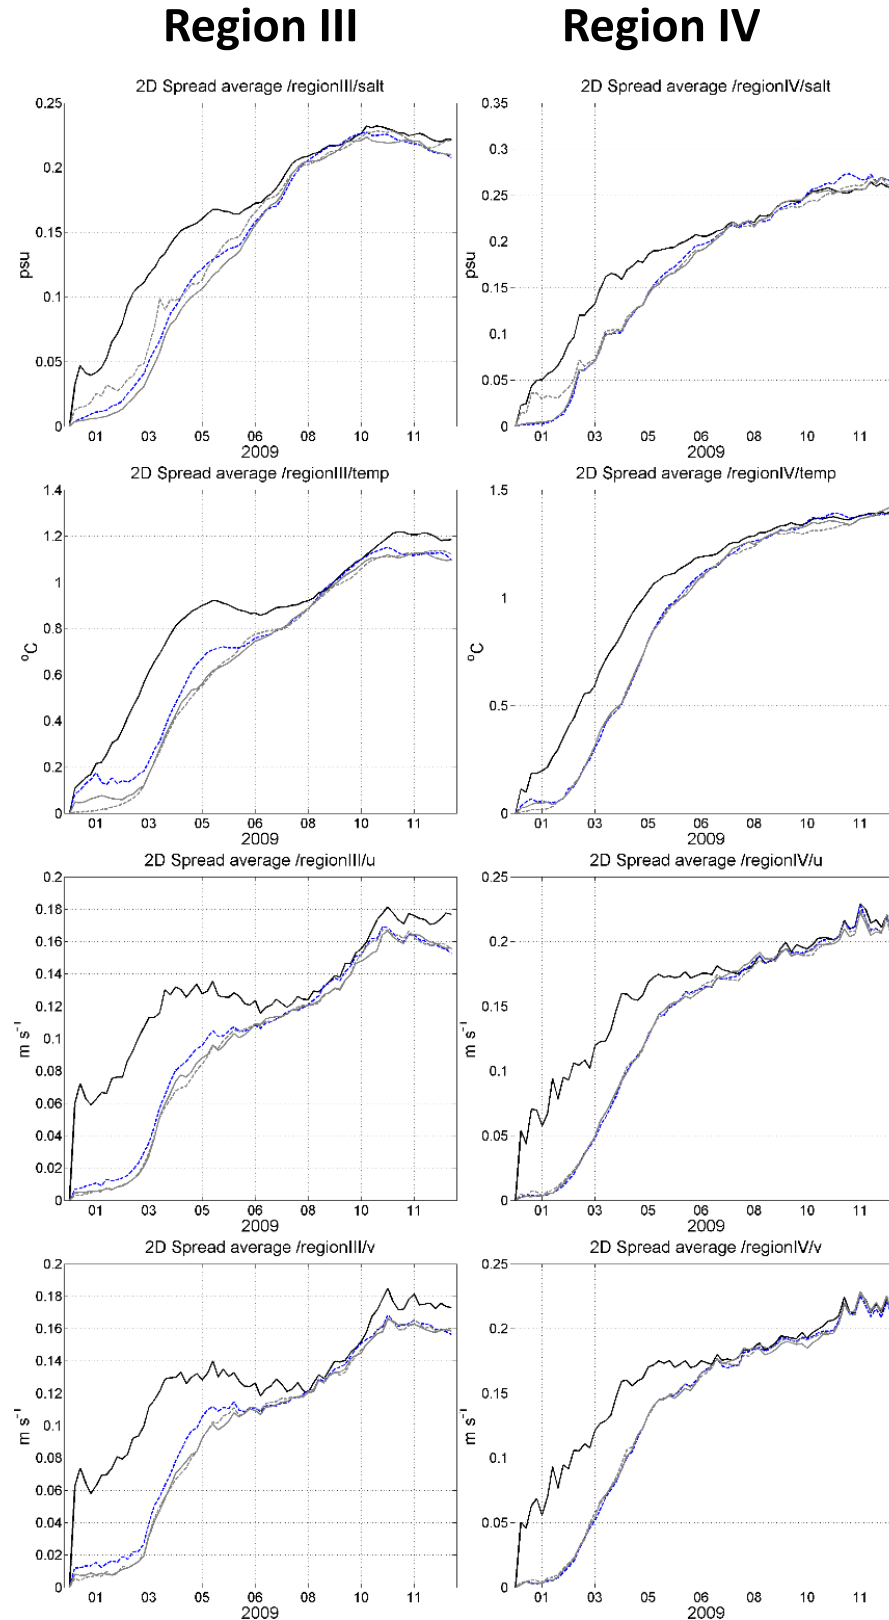 Region III Region IV
2D Spread average /regionIII/salt
0.25
0.2
0.15
0.1
0.05
0
psu
01 03 05 06 08 10 11
2009
2D Spread average /regionIV/salt
0.35
0.3
0.25
0.2
0.15
0.1
0.05
0
psu
01 03 05 06 08 10 11
2009
2D Spread average /regionIII/temp
1.4
1.2
1
0.8
0.6
0.4
0.2
0
°C
01 03 05 06 08 10 11
2009
2D Spread average /regionIV/temp
1.5
1
0.5
0
°C
01 03 05 06 08 10 11
2009
2D Spread average /regionIII/u
0.2
0.18
0.16
0.14
0.12
0.1
0.08
0.06
0.04
0.02
0
m s⁻¹
01 03 05 06 08 10 11
2009
2D Spread average /regionIV/u
0.25
0.2
0.15
0.1
0.05
0
m s⁻¹
01 03 05 06 08 10 11
2009
2D Spread average /regionIII/v
0.2
0.18
0.16
0.14
0.12
0.1
0.08
0.06
0.04
0.02
0
m s⁻¹
01 03 05 06 08 10 11
2009
2D Spread average /regionIV/v
0.25
0.2
0.15
0.1
0.05
0
m s⁻¹
01 03 05 06 08 10 11
2009